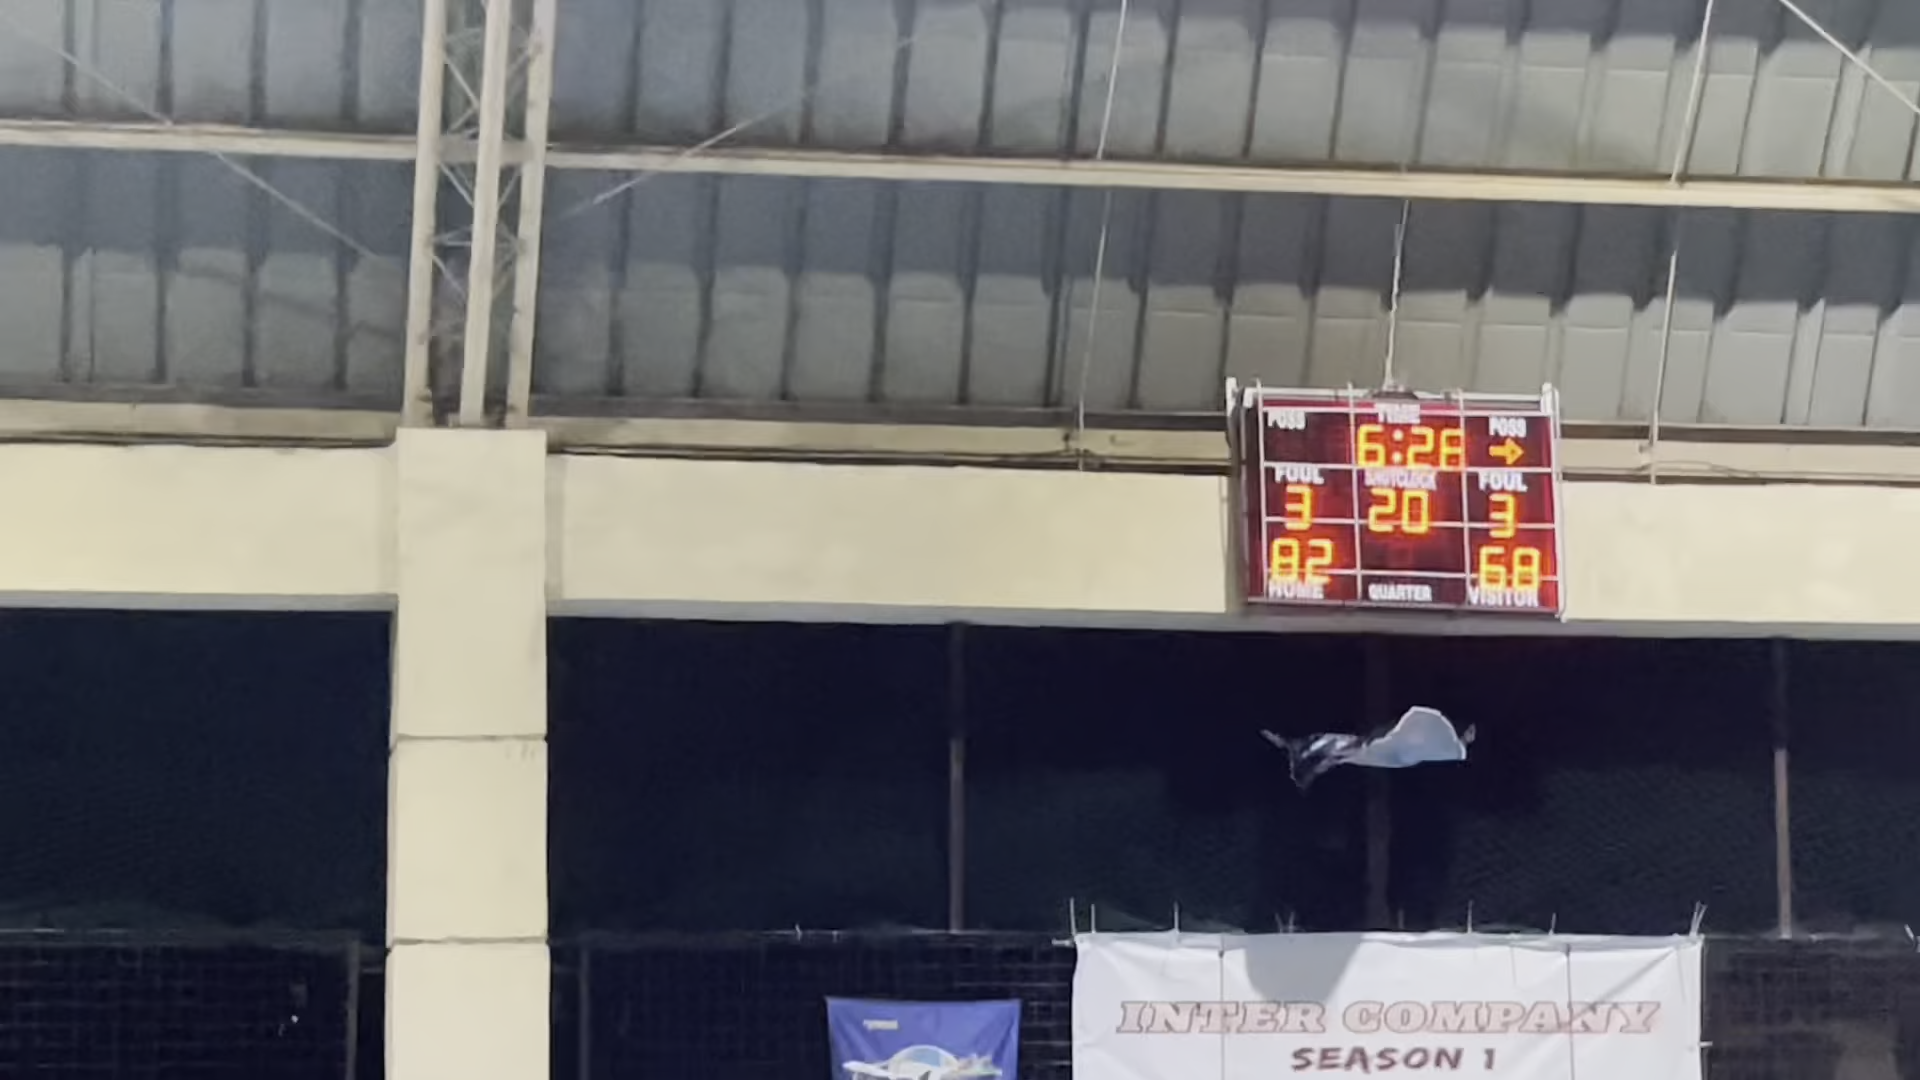 TIME
POSS 6:26 POSS
FOUL SHOTCLOCK FOUL
3 20 3
82 68
HOME QUARTER VISITOR
INTER COMPANY
SEASON 1